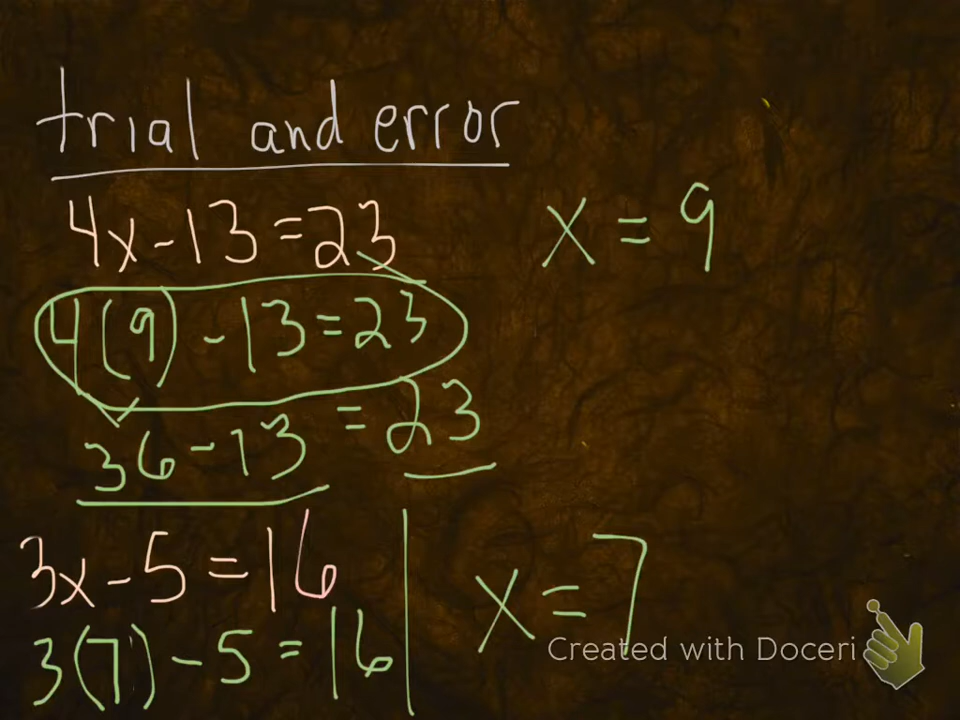 trial and error
4x-13=23
x=9
4(9)-13=23
36-13=23
3x-5=16
x=7
3(7)-5=16
Created with Doceri